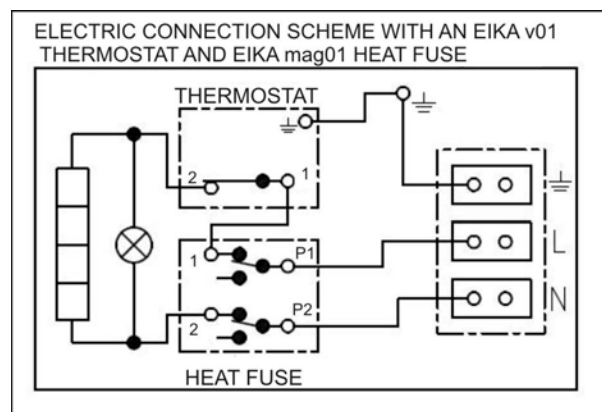 ELECTRIC CONNECTION SCHEME WITH AN EIKA v01
THERMOSTAT AND EIKA mag01 HEAT FUSE
THERMOSTAT
2
1
1
P1
L
2
P2
N
HEAT FUSE